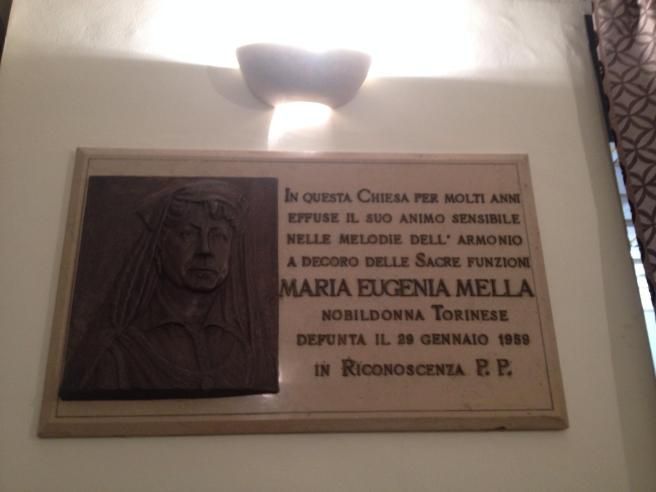 IN QUESTA CHIESA PER MOLTI ANNI
EFFUSE IL SUO ANIMO SENSIBILE
NELLE MELODIE DELL' ARMONIO
A DECORO DELLE SACRE FUNZIONI
MARIA EUGENIA MELLA
NOBILDONNA TORINESE
DEFUNTA IL 29 GENNAIO 1959
IN RICONOSCENZA P. P.